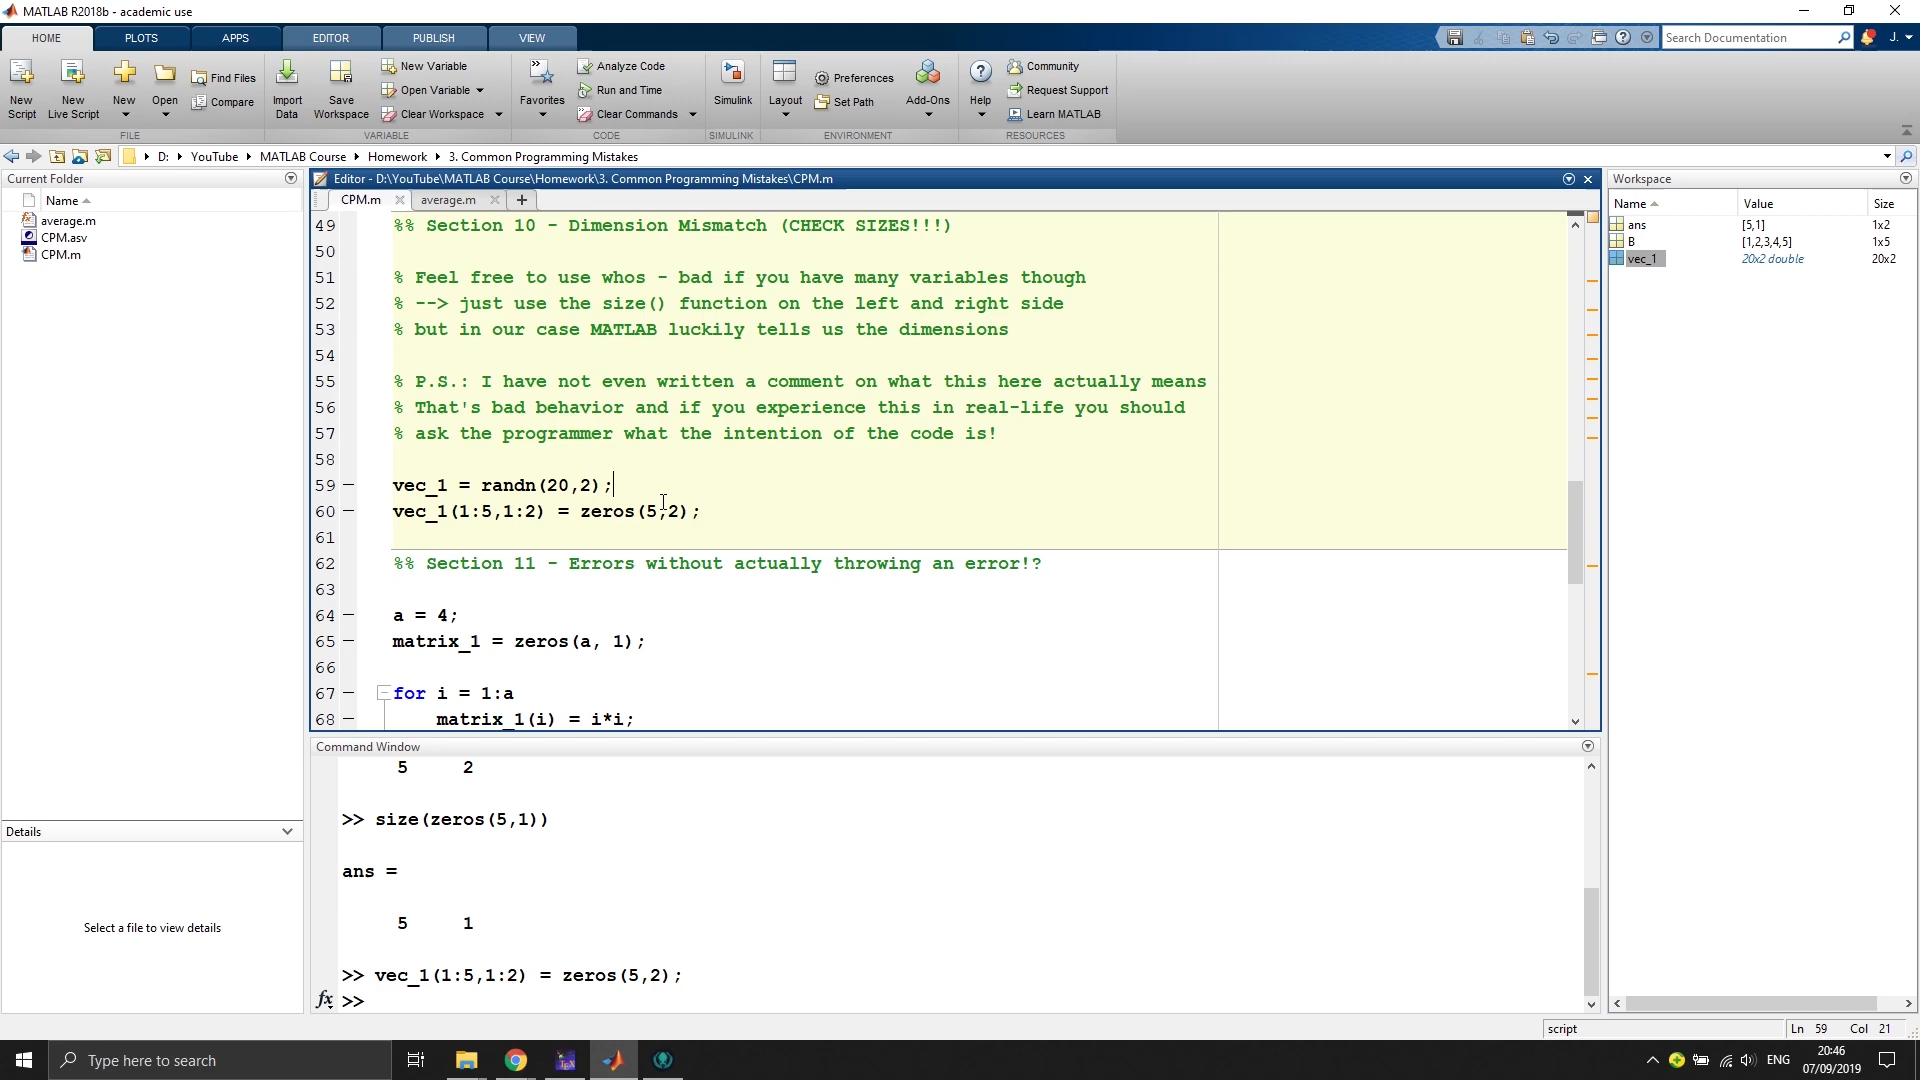 MATLAB R2018b - academic use
HOME PLOTS APPS EDITOR PUBLISH VIEW
Search Documentation J.
New Script
New Live Script
New
Open
Find Files
Compare
FILE
Import Data
Save Workspace
New Variable
Open Variable
Clear Workspace
VARIABLE
Favorites
Analyze Code
Run and Time
Clear Commands
CODE
Simulink
SIMULINK
Layout
Preferences
Set Path
Add-Ons
ENVIRONMENT
Help
Community
Request Support
Learn MATLAB
RESOURCES
D: YouTube MATLAB Course Homework 3. Common Programming Mistakes
Current Folder
Name
average.m
CPM.asv
CPM.m
Details
Select a file to view details
Editor - D:\YouTube\MATLAB Course\Homework\3. Common Programming Mistakes\CPM.m
CPM.m average.m
49 %% Section 10 - Dimension Mismatch (CHECK SIZES!!!)
50
51 % Feel free to use whos - bad if you have many variables though
52 % --> just use the size() function on the left and right side
53 % but in our case MATLAB luckily tells us the dimensions
54
55 % P.S.: I have not even written a comment on what this here actually means
56 % That's bad behavior and if you experience this in real-life you should
57 % ask the programmer what the intention of the code is!
58
59 vec_1 = randn(20,2);
60 vec_1(1:5,1:2) = zeros(5,2);
61
62 %% Section 11 - Errors without actually throwing an error!?
63
64 a = 4;
65 matrix_1 = zeros(a, 1);
66
67 for i = 1:a
68 matrix_1(i) = i*i;
Command Window
5 2
>> size(zeros(5,1))
ans =
5 1
>> vec_1(1:5,1:2) = zeros(5,2);
fx >>
Workspace
Name Value Size
ans [5,1] 1x2
B [1,2,3,4,5] 1x5
vec_1 20x2 double 20x2
script Ln 59 Col 21
Type here to search
TEX
ENG
20:46
07/09/2019